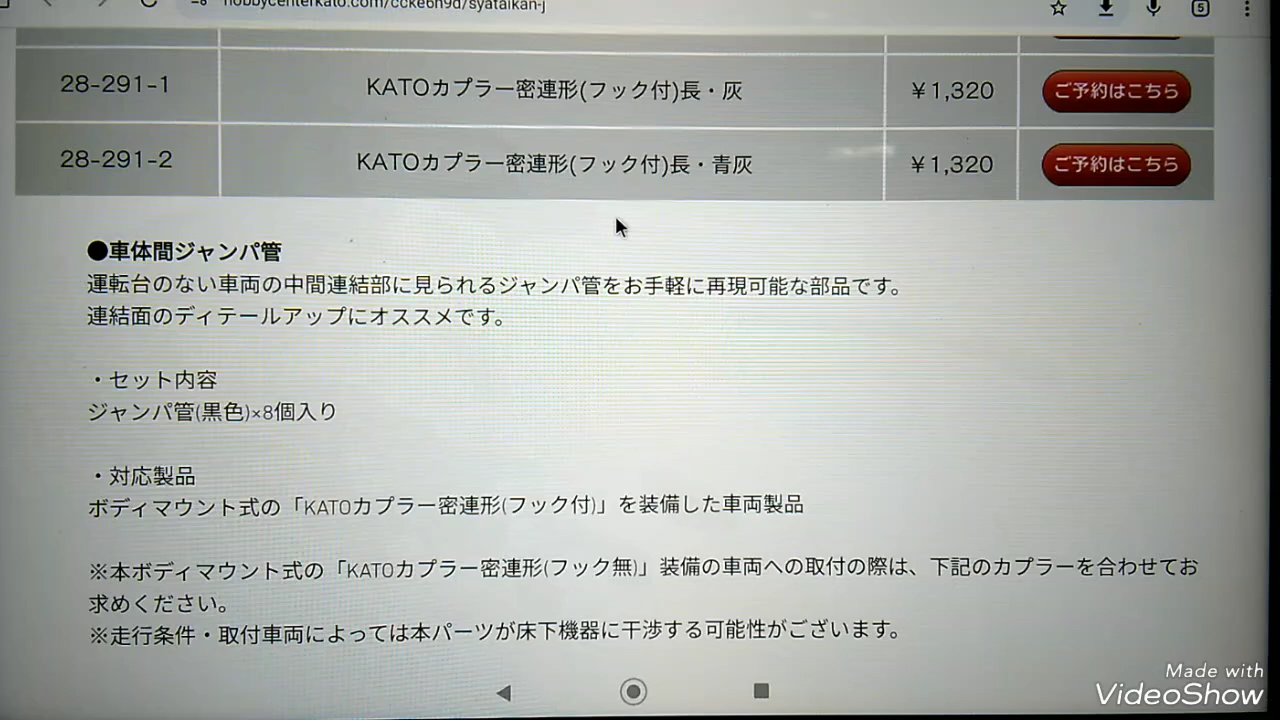 hobbycenterkato.com/ccke6h9d/syataikan-j
5
28-291-1 KATOカプラー密連形(フック付)長・灰 ￥1,320 ご予約はこちら
28-291-2 KATOカプラー密連形(フック付)長・青灰 ￥1,320 ご予約はこちら
●車体間ジャンパ管
運転台のない車両の中間連結部に見られるジャンパ管をお手軽に再現可能な部品です。
連結面のディテールアップにオススメです。
・セット内容
ジャンパ管(黒色)×8個入り
・対応製品
ボディマウント式の「KATOカプラー密連形(フック付)」を装備した車両製品
※本ボディマウント式の「KATOカプラー密連形(フック無)」装備の車両への取付の際は、下記のカプラーを合わせてお
求めください。
※走行条件・取付車両によっては本パーツが床下機器に干渉する可能性がございます。
Made with
VideoShow